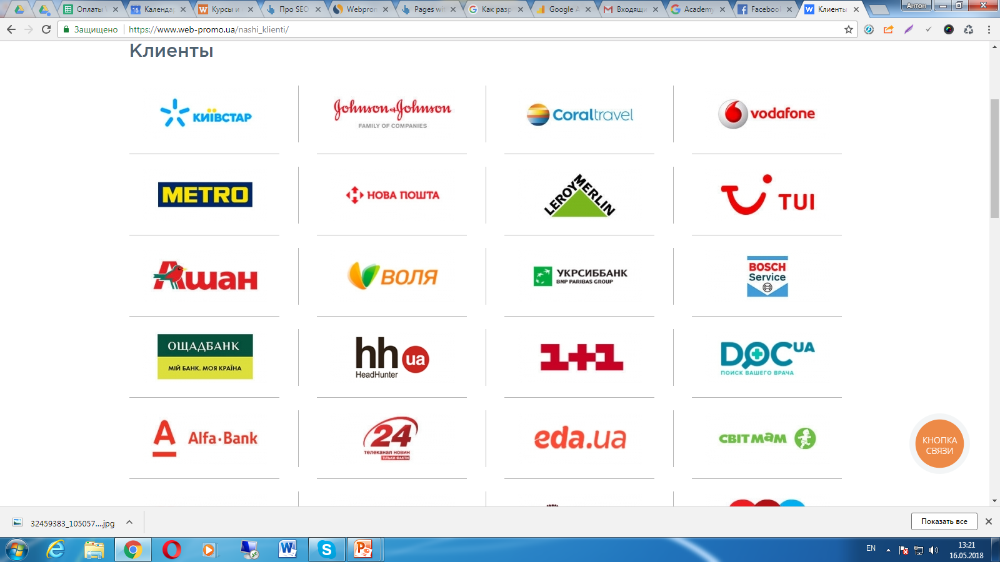 Оплаты
Календа
Курсы и
Про SEO
Webprom
Pages wit
Как разр
Google A
Входящи
Academy
Facebook
Клиенты
Антон
Защищено
https://www.web-promo.ua/nashi_klienti/
Клиенты
КИЇВСТАР
Johnson & Johnson
FAMILY OF COMPANIES
Coraltravel
vodafone
METRO
НОВА ПОШТА
LEROY MERLIN
TUI
Ашан
ВОЛЯ
УКРСИББАНК
BNP PARIBAS GROUP
BOSCH
Service
ОЩАДБАНК
МІЙ БАНК. МОЯ КРАЇНА
hh ua
HeadHunter
1+1
DOC UA
ПОИСК ВАШЕГО ВРАЧА
Alfa·Bank
24
телеканал новин
тільки факти
eda.ua
СВІТ МАМ
КНОПКА
СВЯЗИ
32459383_105057....jpg
Показать все
EN
13:21
16.05.2018